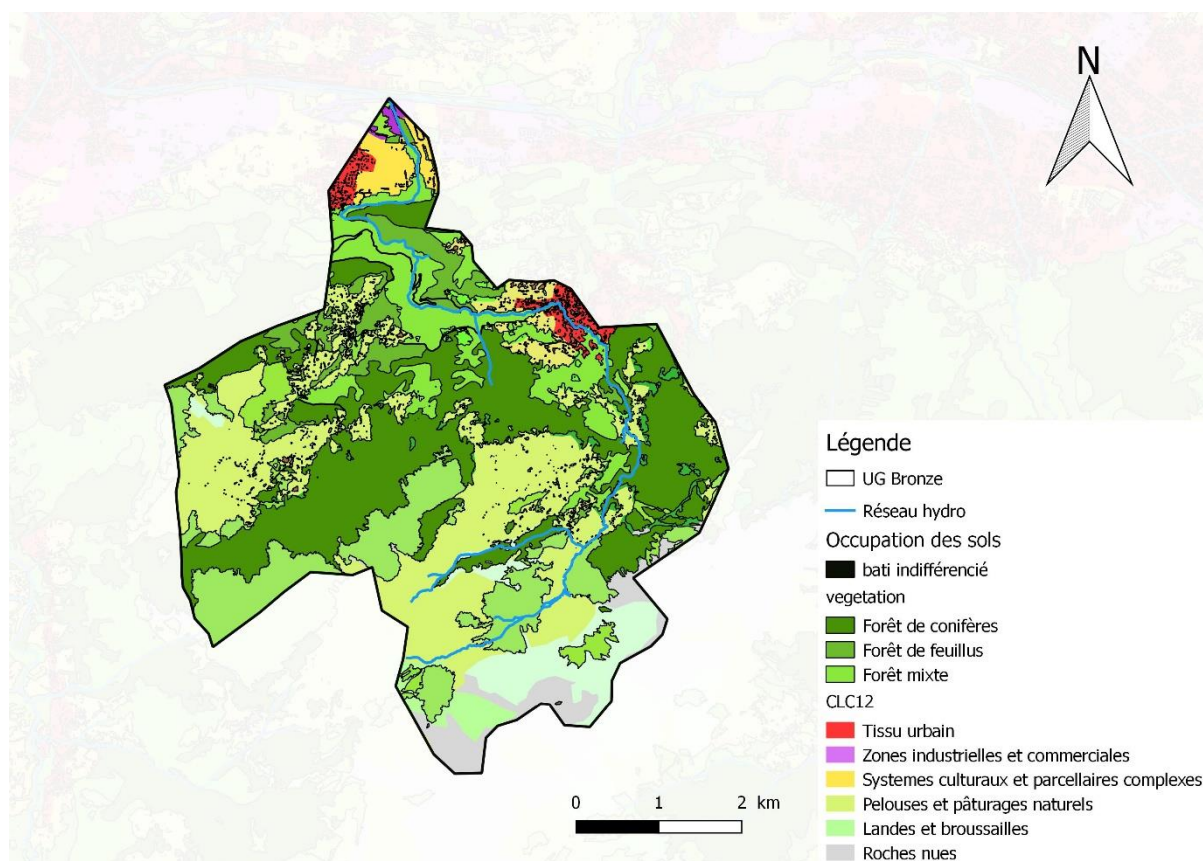 N
Légende
UG Bronze
Réseau hydro
Occupation des sols
bati indifférencié
vegetation
Forêt de conifères
Forêt de feuillus
Forêt mixte
CLC12
Tissu urbain
Zones industrielles et commerciales
Systemes culturaux et parcellaires complexes
Pelouses et pâturages naturels
Landes et broussailles
Roches nues
0 1 2 km